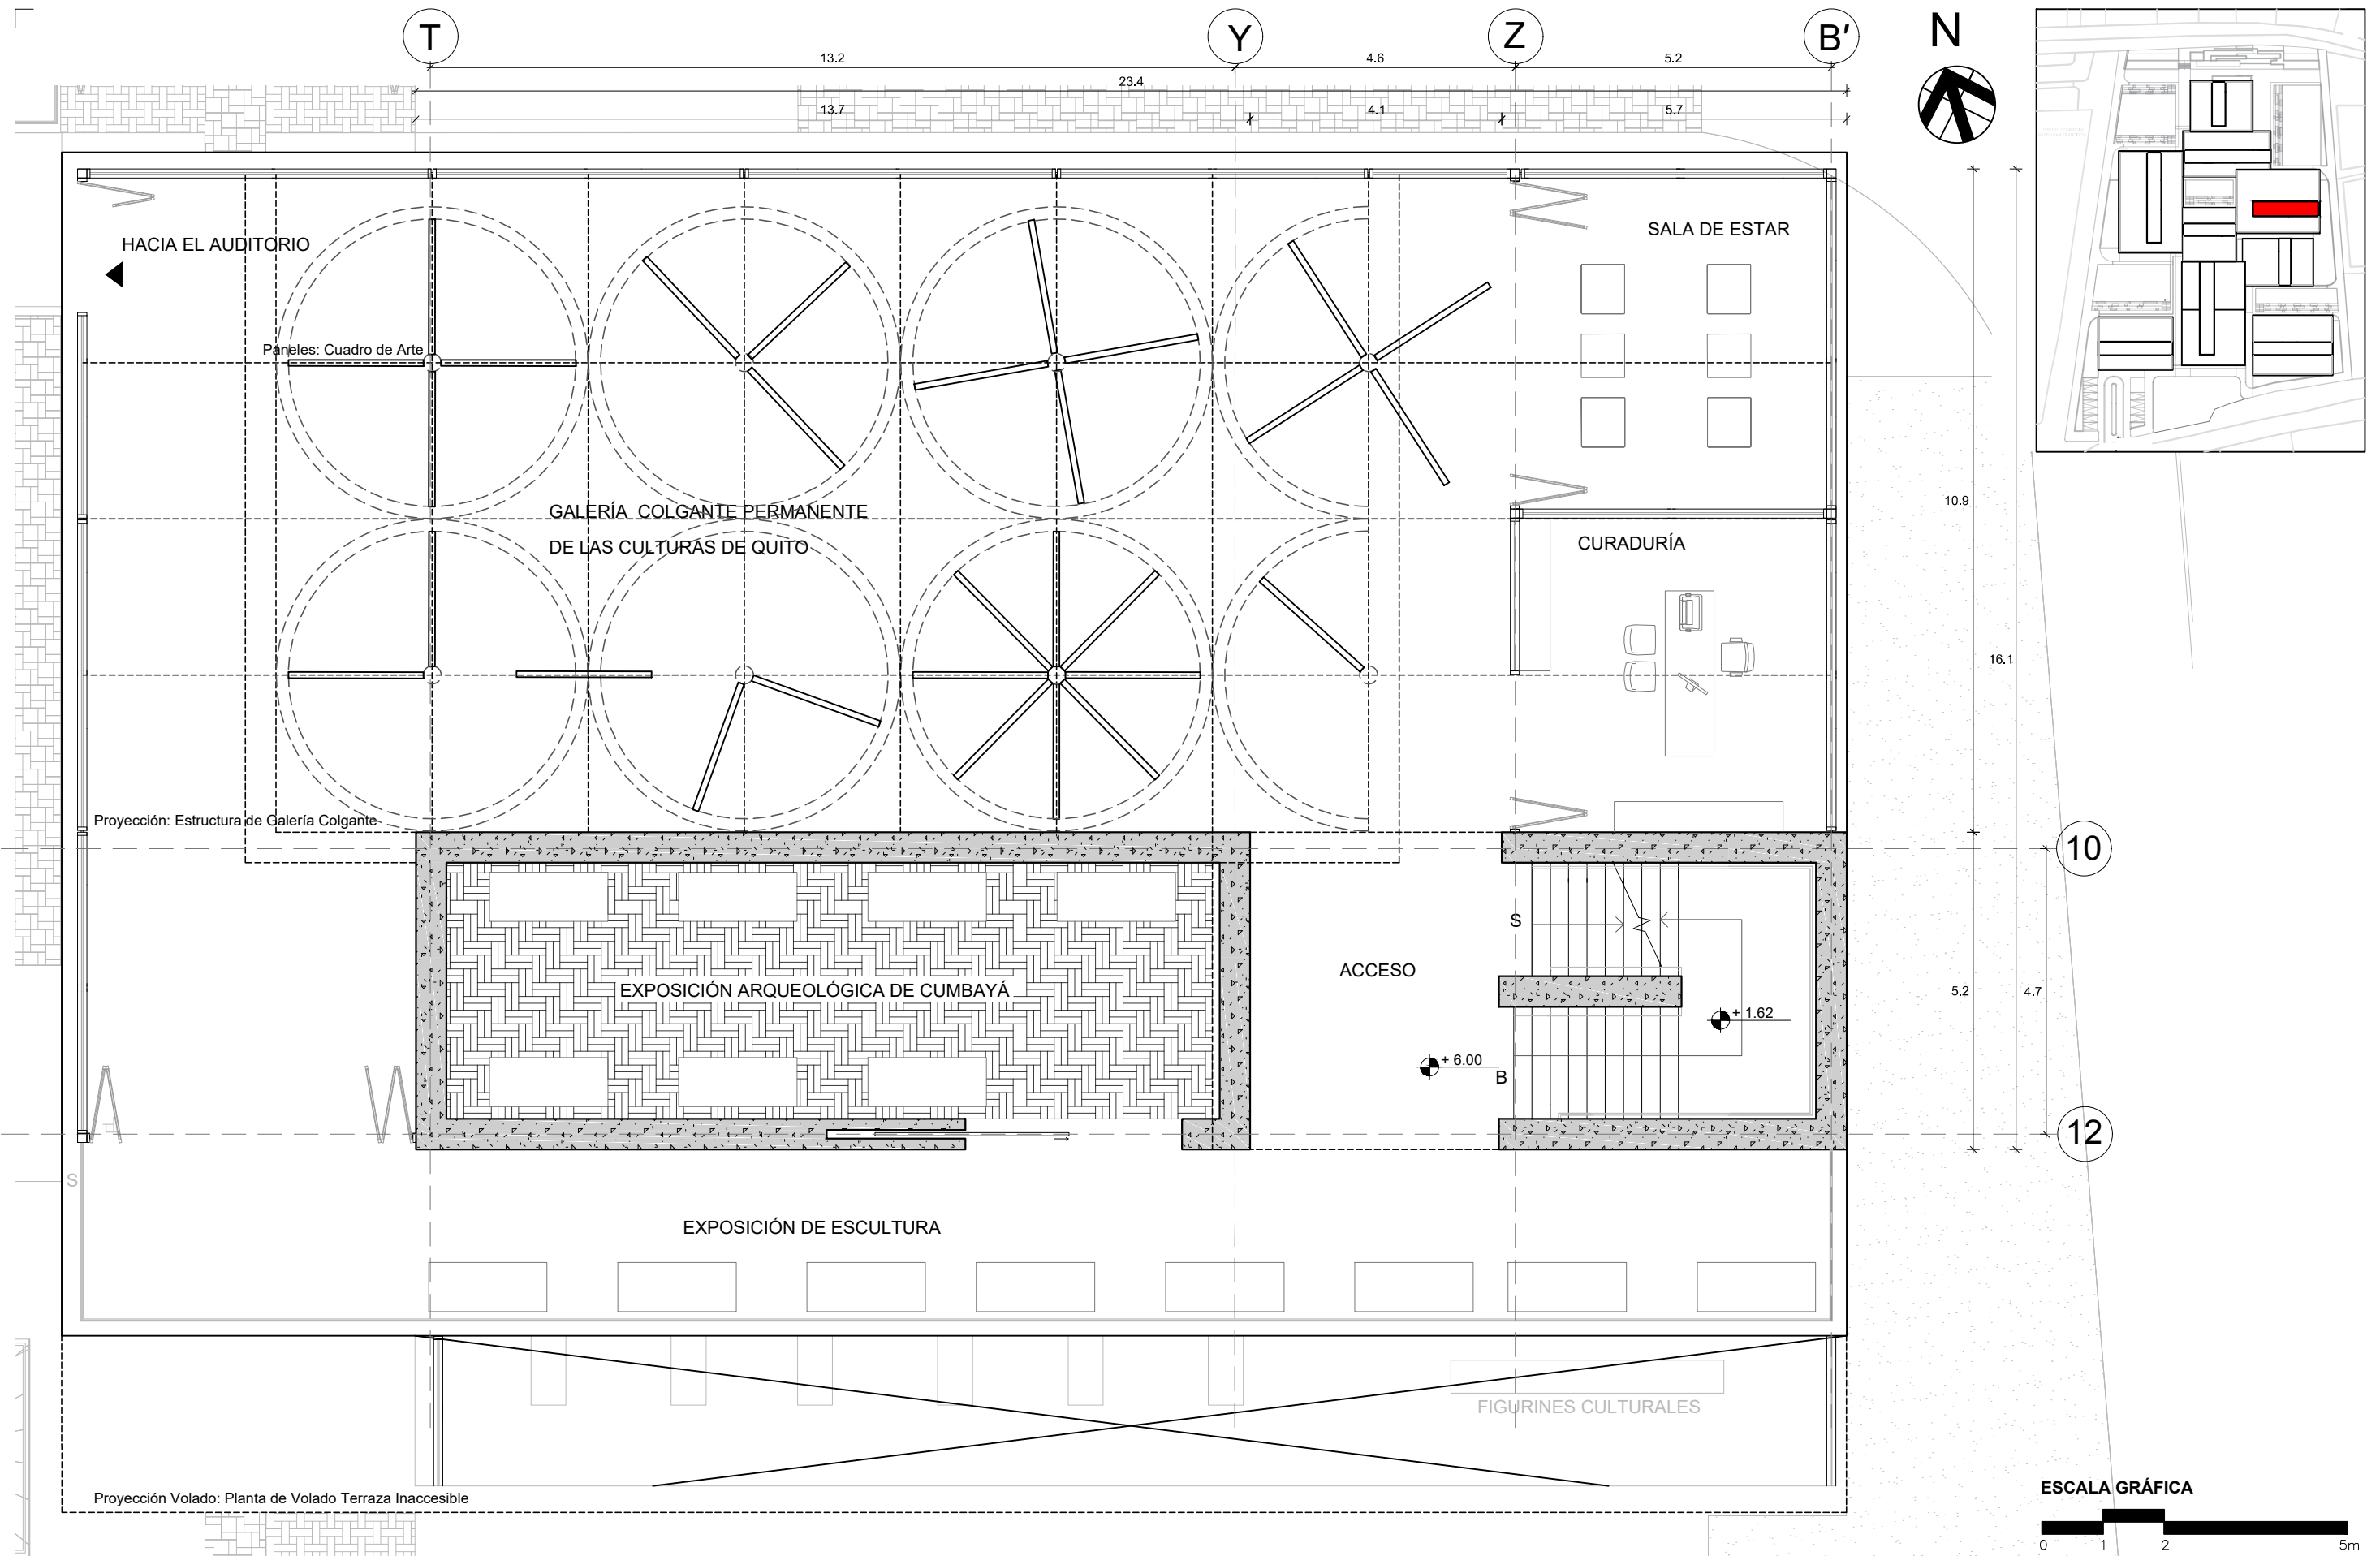 T
Y
Z
B'
N
13.2
4.6
5.2
23.4
13.7
4.1
5.7
HACIA EL AUDITORIO
SALA DE ESTAR
Paneles: Cuadro de Arte
GALERÍA COLGANTE PERMANENTE
DE LAS CULTURAS DE QUITO
CURADURÍA
10.9
16.1
Proyección: Estructura de Galería Colgante
10
S
ACCESO
EXPOSICIÓN ARQUEOLÓGICA DE CUMBAYÁ
5.2
4.7
+ 1.62
+ 6.00
B
12
S
EXPOSICIÓN DE ESCULTURA
FIGURINES CULTURALES
Proyección Volado: Planta de Volado Terraza Inaccesible
ESCALA GRÁFICA
0 1 2 5m